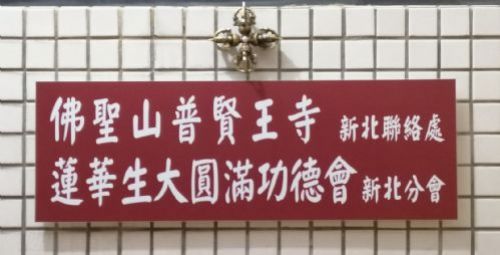 佛聖山普賢王寺 新北聯絡處
蓮華生大圓滿功德會 新北分會